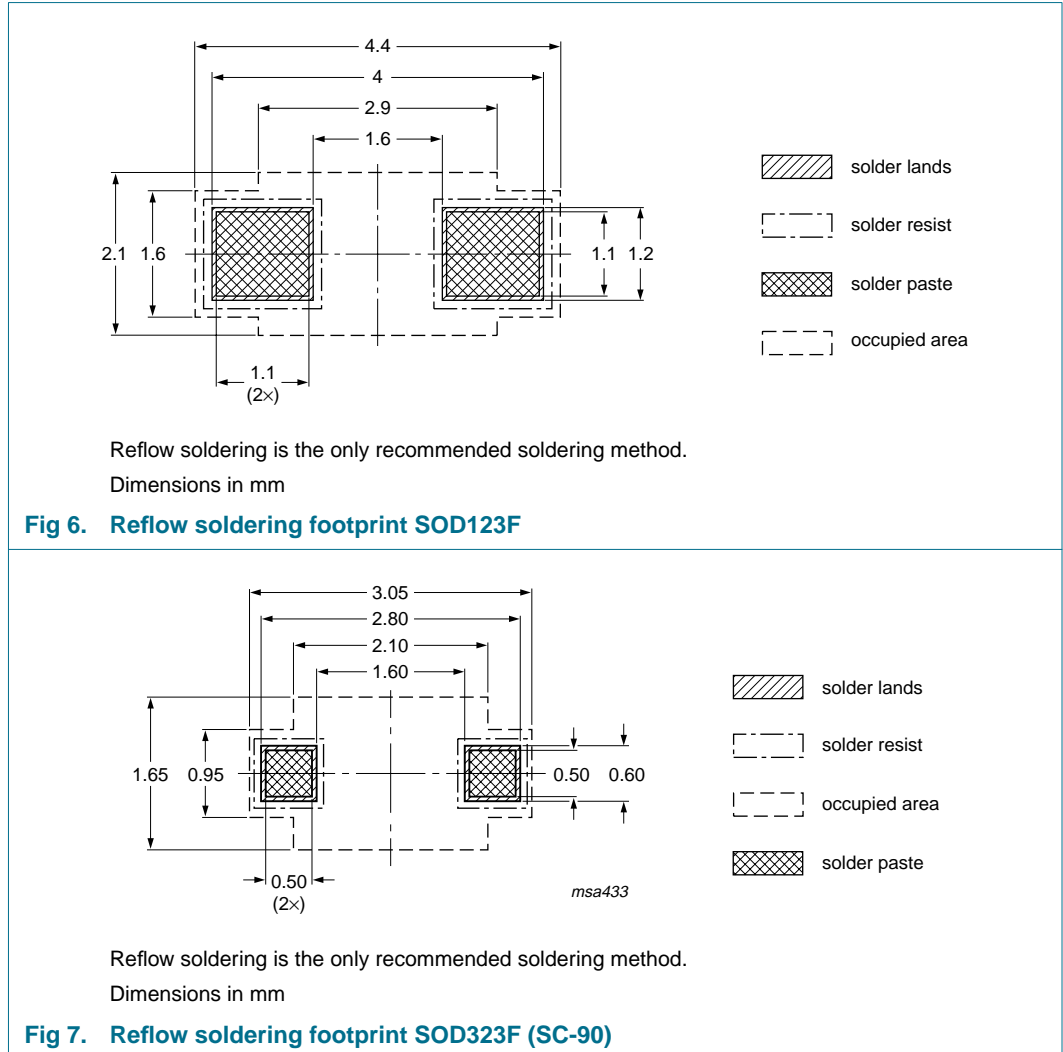 4.4
4
2.9
1.6
2.1 1.6
1.1 1.2
1.1
(2×)
solder lands
solder resist
solder paste
occupied area
Reflow soldering is the only recommended soldering method.
Dimensions in mm
Fig 6. Reflow soldering footprint SOD123F
3.05
2.80
2.10
1.60
1.65 0.95
0.50 0.60
0.50
(2×)
msa433
solder lands
solder resist
occupied area
solder paste
Reflow soldering is the only recommended soldering method.
Dimensions in mm
Fig 7. Reflow soldering footprint SOD323F (SC-90)